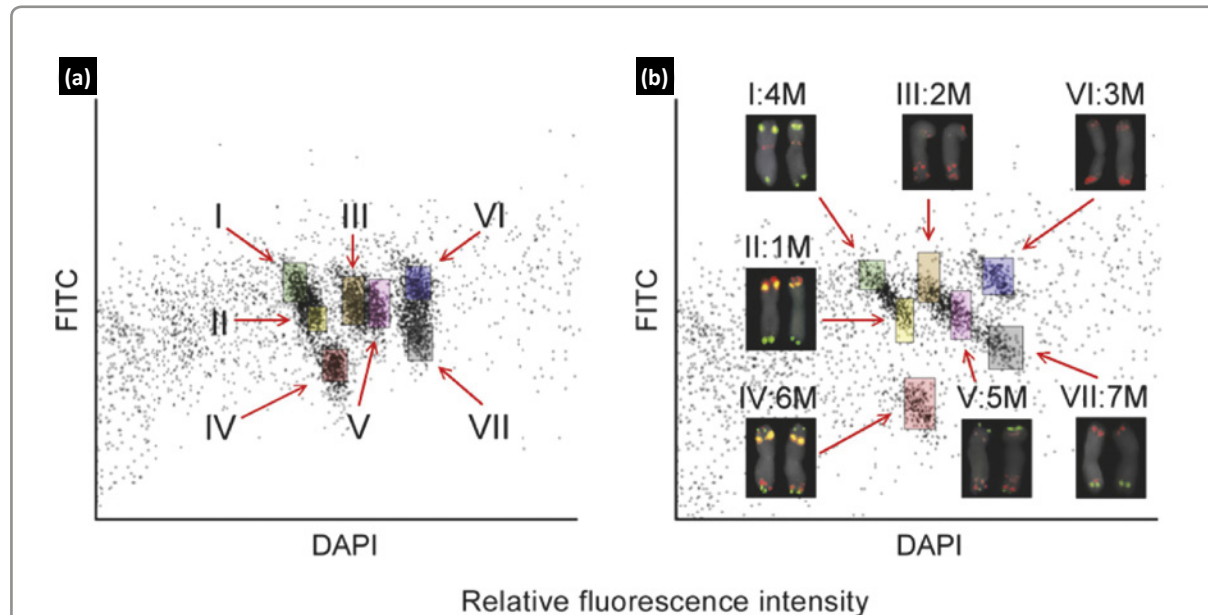 (a)
I
III
VI
II
IV
V
VII
FITC
DAPI
(b)
I:4M
III:2M
VI:3M
II:1M
IV:6M
V:5M
VII:7M
FITC
DAPI
Relative fluorescence intensity